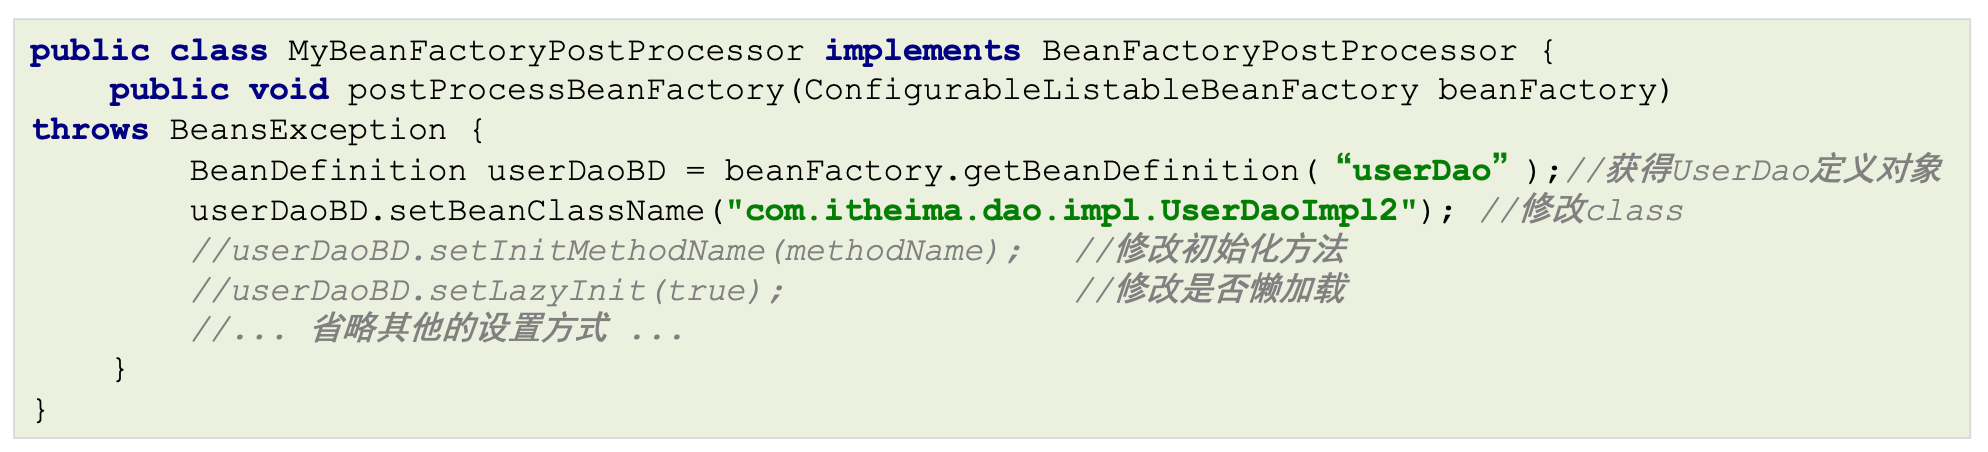 public class MyBeanFactoryPostProcessor implements BeanFactoryPostProcessor {
    public void postProcessBeanFactory(ConfigurableListableBeanFactory beanFactory)
throws BeansException {
        BeanDefinition userDaoBD = beanFactory.getBeanDefinition(“userDao”);//获得UserDao定义对象
        userDaoBD.setBeanClassName("com.itheima.dao.impl.UserDaoImpl2"); //修改class
        //userDaoBD.setInitMethodName(methodName);  //修改初始化方法
        //userDaoBD.setLazyInit(true);              //修改是否懒加载
        //... 省略其他的设置方式 ...
    }
}